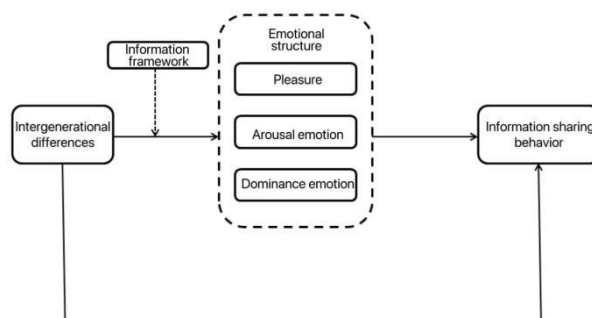 Emotional
structure
Information
framework
Pleasure
Intergenerational
differences
Arousal emotion
Information sharing
behavior
Dominance emotion